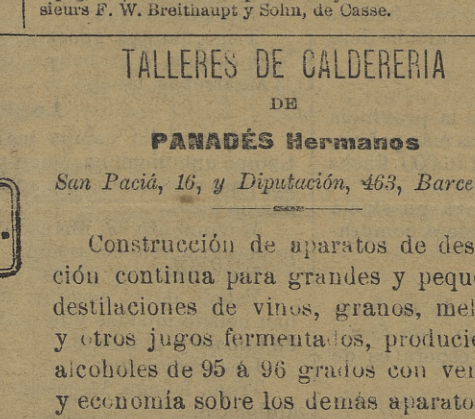 sieurs F. W. Breithaupt y Sohn, de Casse.
TALLERES DE CALDERERIA
DE
PANADÉS Hermanos
San Paciá, 16, y Diputación, 463, Barce
Construcción de aparatos de des
ción continua para grandes y pequ
destilaciones de vinos, granos, mel
y otros jugos fermentados, producie
alcoholes de 95 á 96 grados con ven
y economía sobre los demás aparato